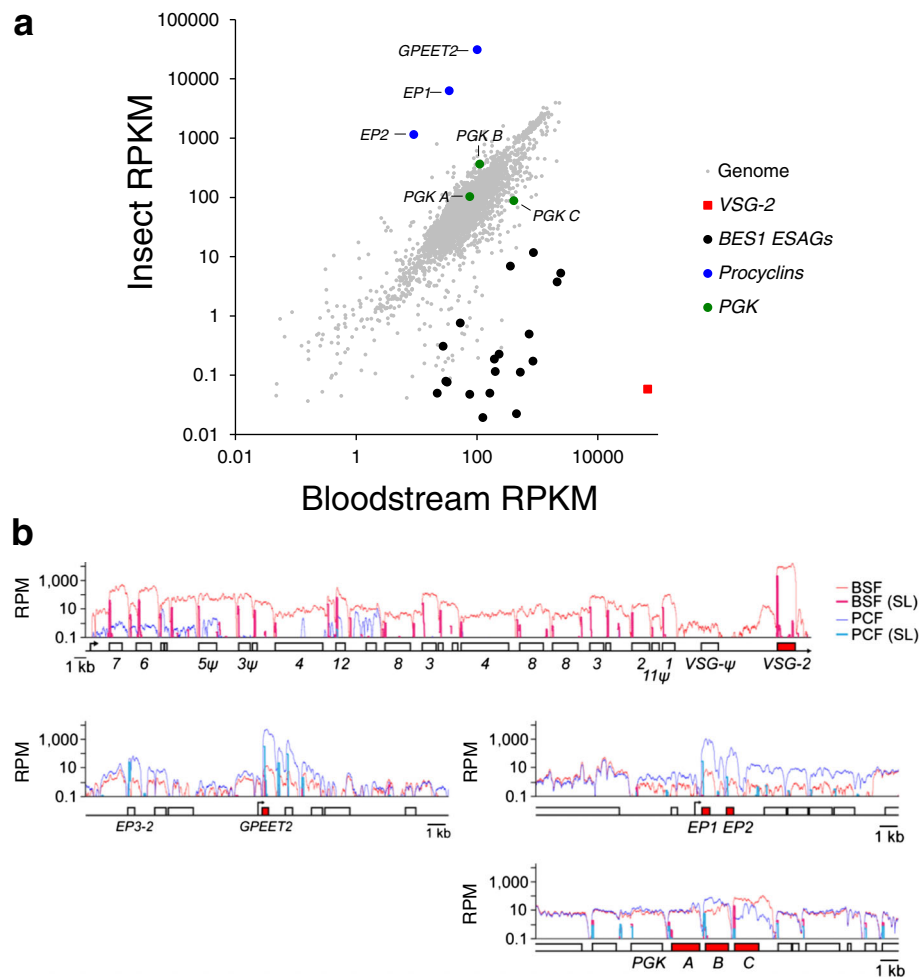 a
100000
10000
1000
100
10
1
0.1
0.01
Insect RPKM
GPEET2
EP1
EP2
PGK B
PGK A
PGK C
0.01 1 100 10000
Bloodstream RPKM
Genome
VSG-2
BES1 ESAGs
Procyclins
PGK
b
RPM
1,000
10
0.1
BSF
BSF (SL)
PCF
PCF (SL)
1 kb
7 6 5ψ 3ψ 4 12 8 3 4 8 8 3 2 1 VSG-ψ VSG-2
11ψ
RPM
1,000
10
0.1
EP3-2 GPEET2
1 kb
RPM
1,000
10
0.1
EP1 EP2
1 kb
RPM
1,000
10
0.1
PGK A B C
1 kb